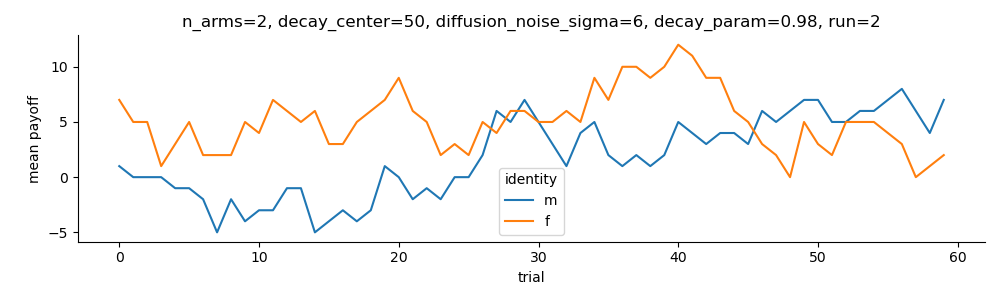 n_arms=2, decay_center=50, diffusion_noise_sigma=6, decay_param=0.98, run=2
mean payoff
10
5
0
−5
identity
m
f
0 10 20 30 40 50 60
trial